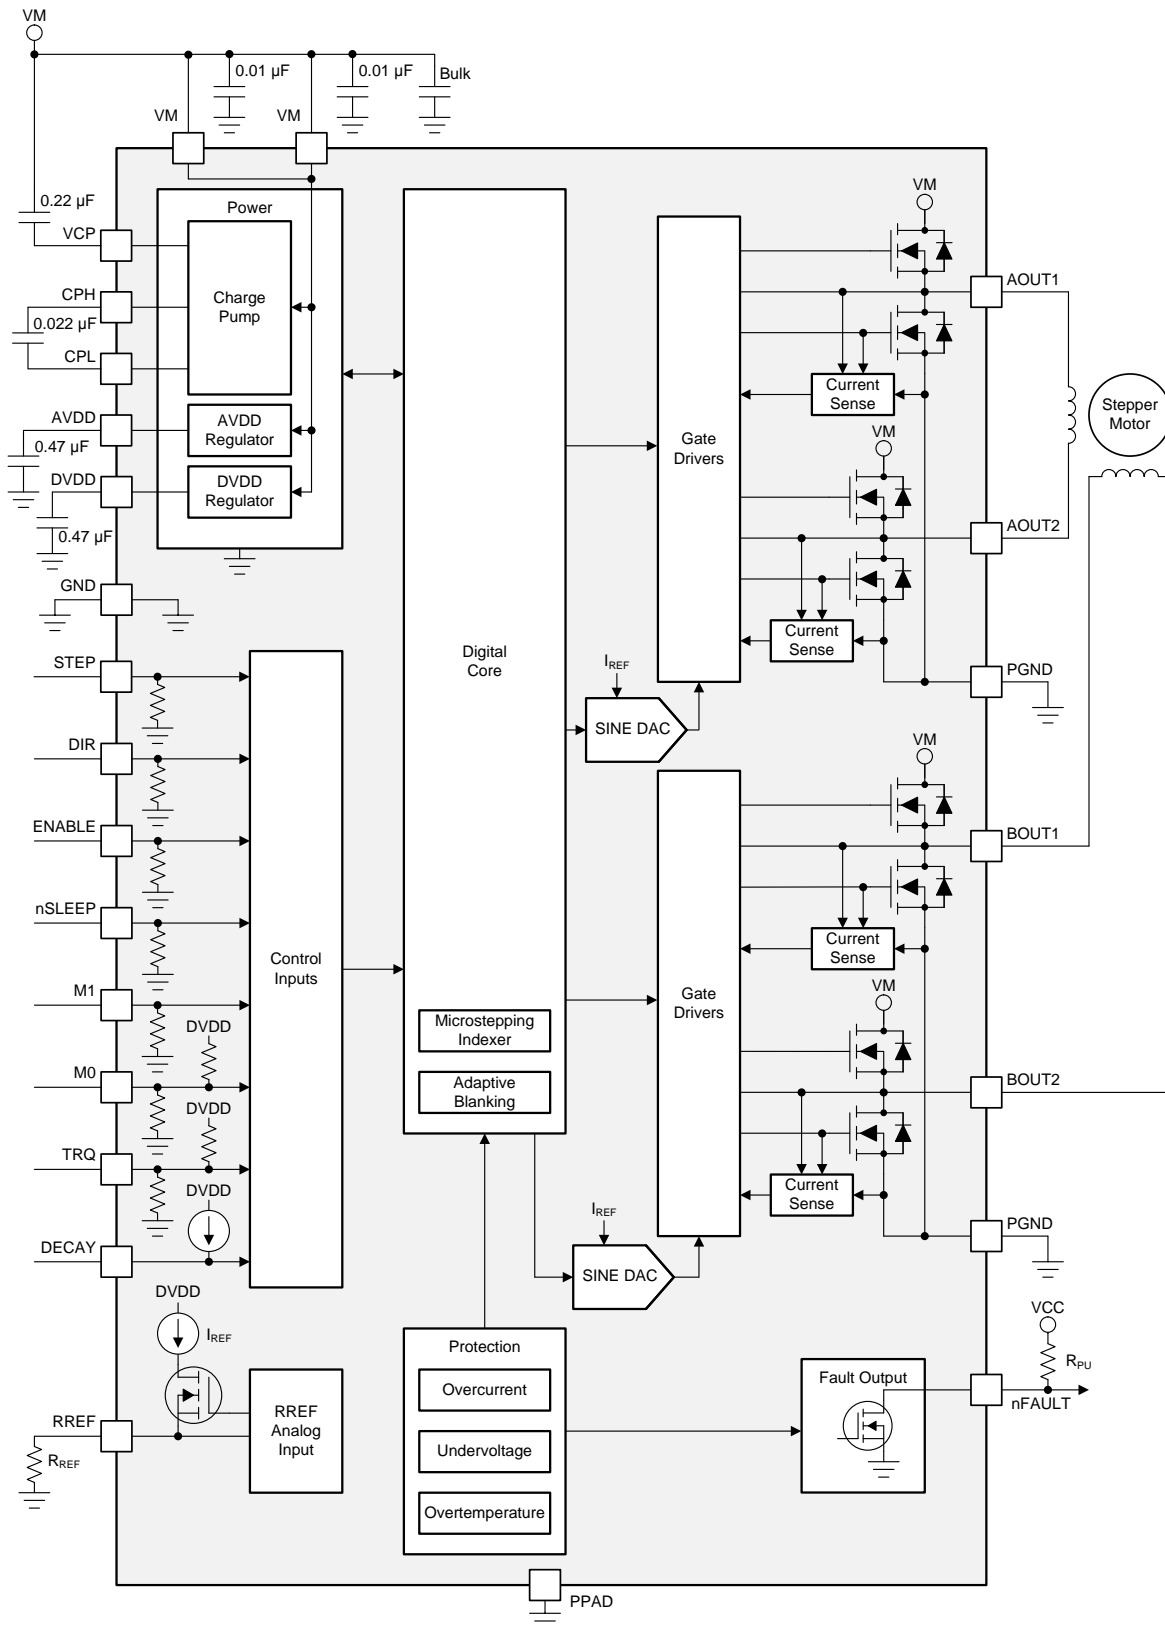 VM
0.01 µF
0.01 µF
Bulk
VM
VM
0.22 µF
VCP
CPH
0.022 µF
CPL
AVDD
0.47 µF
DVDD
0.47 µF
GND
Power
Charge
Pump
AVDD
Regulator
DVDD
Regulator
STEP
DIR
ENABLE
nSLEEP
M1
DVDD
M0
DVDD
TRQ
DVDD
DECAY
Control
Inputs
DVDD
IREF
RREF
RREF
RREF
Analog
Input
Digital
Core
Microstepping
Indexer
Adaptive
Blanking
Protection
Overcurrent
Undervoltage
Overtemperature
IREF
SINE DAC
IREF
SINE DAC
Gate
Drivers
VM
Current
Sense
VM
Current
Sense
Gate
Drivers
VM
Current
Sense
VM
Current
Sense
AOUT1
Stepper
Motor
AOUT2
PGND
BOUT1
BOUT2
PGND
VCC
RPU
nFAULT
Fault Output
PPAD